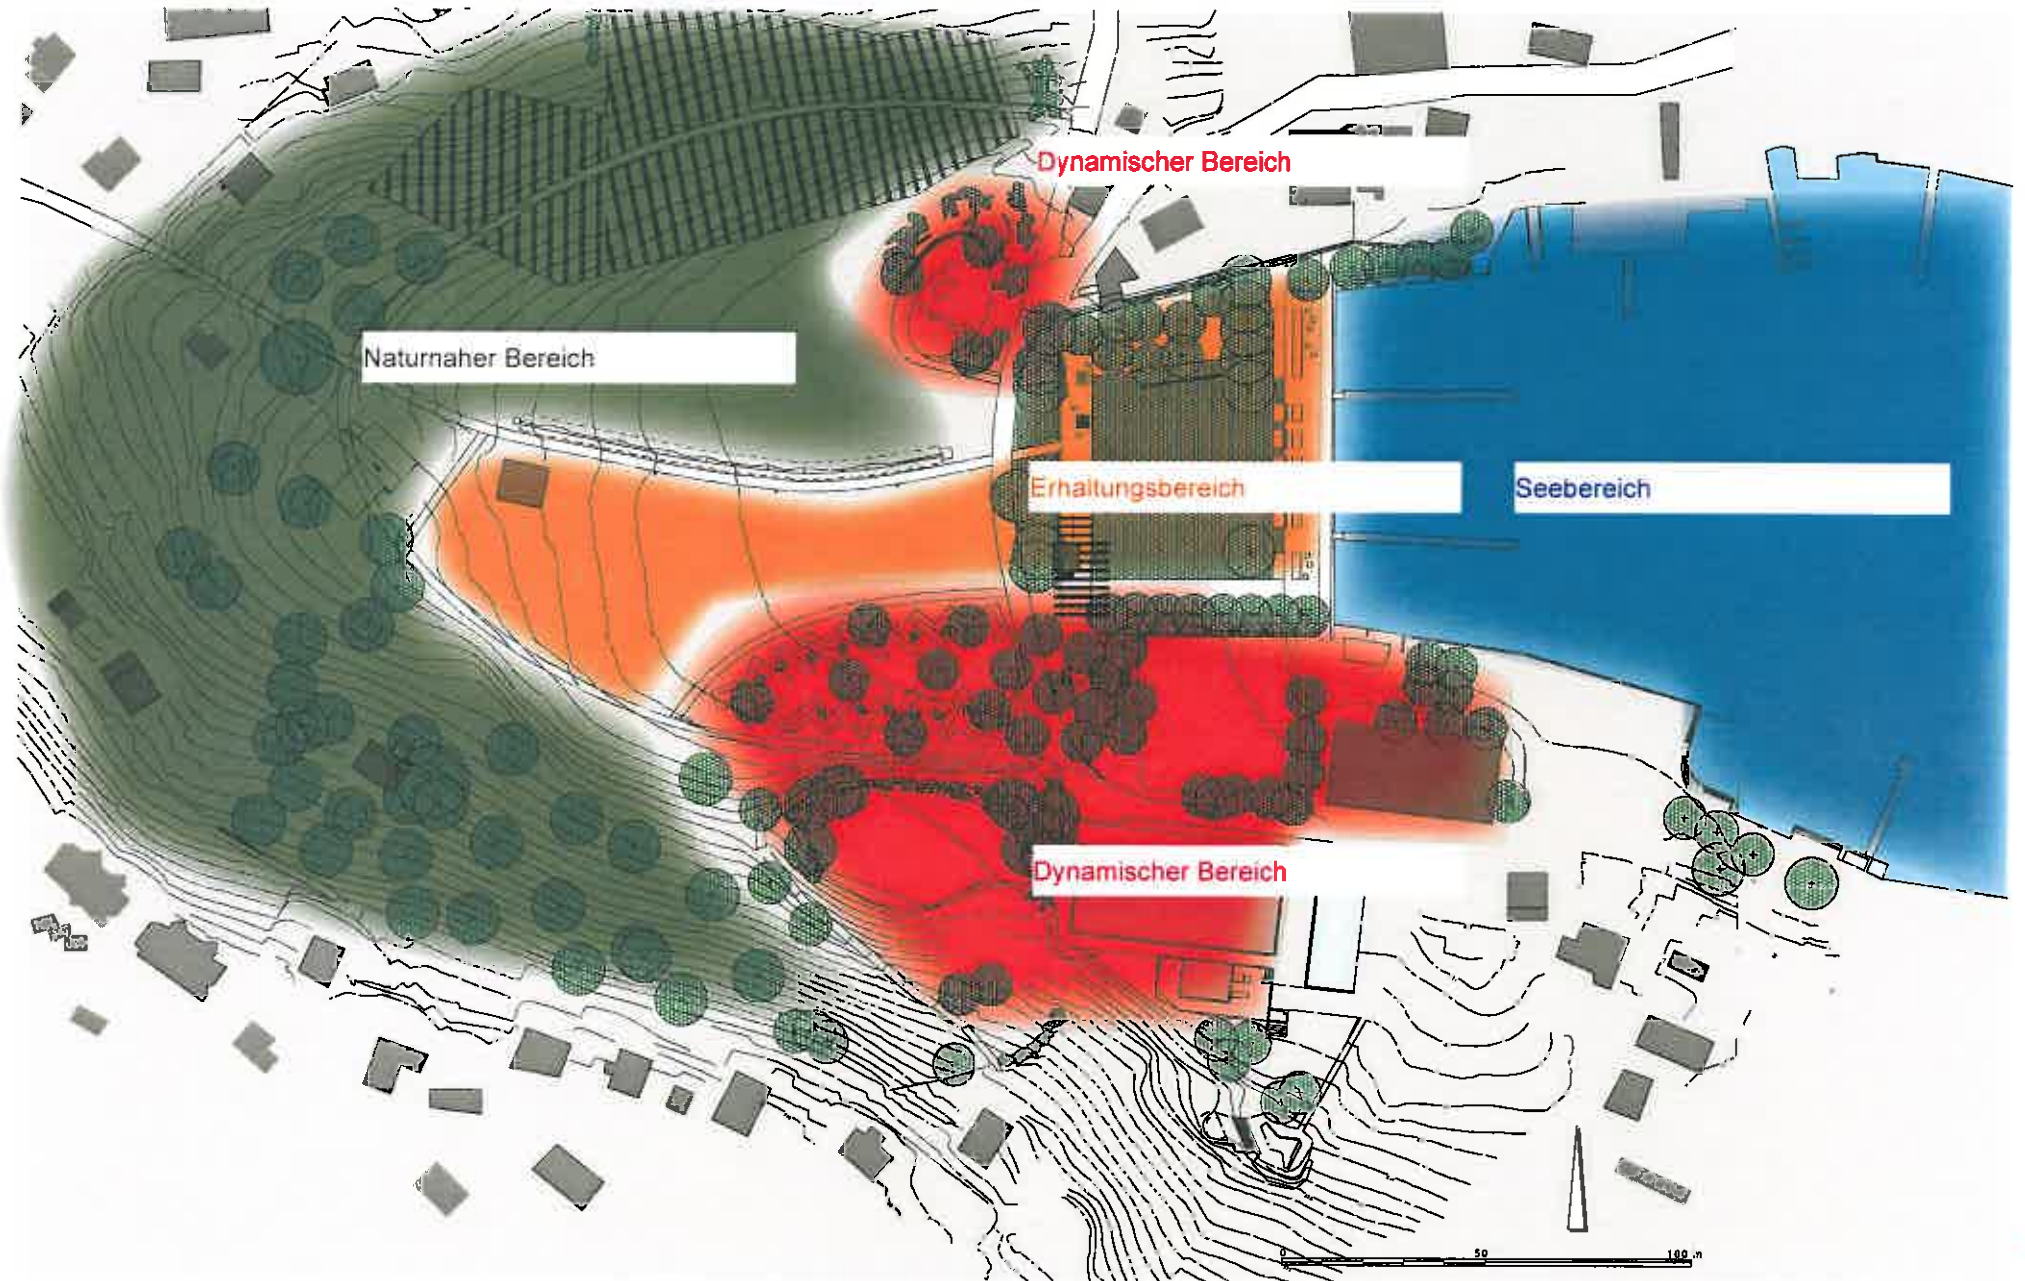 Dynamischer Bereich
Naturnaher Bereich
Erhaltungsbereich
Seebereich
Dynamischer Bereich
0 50 100 m